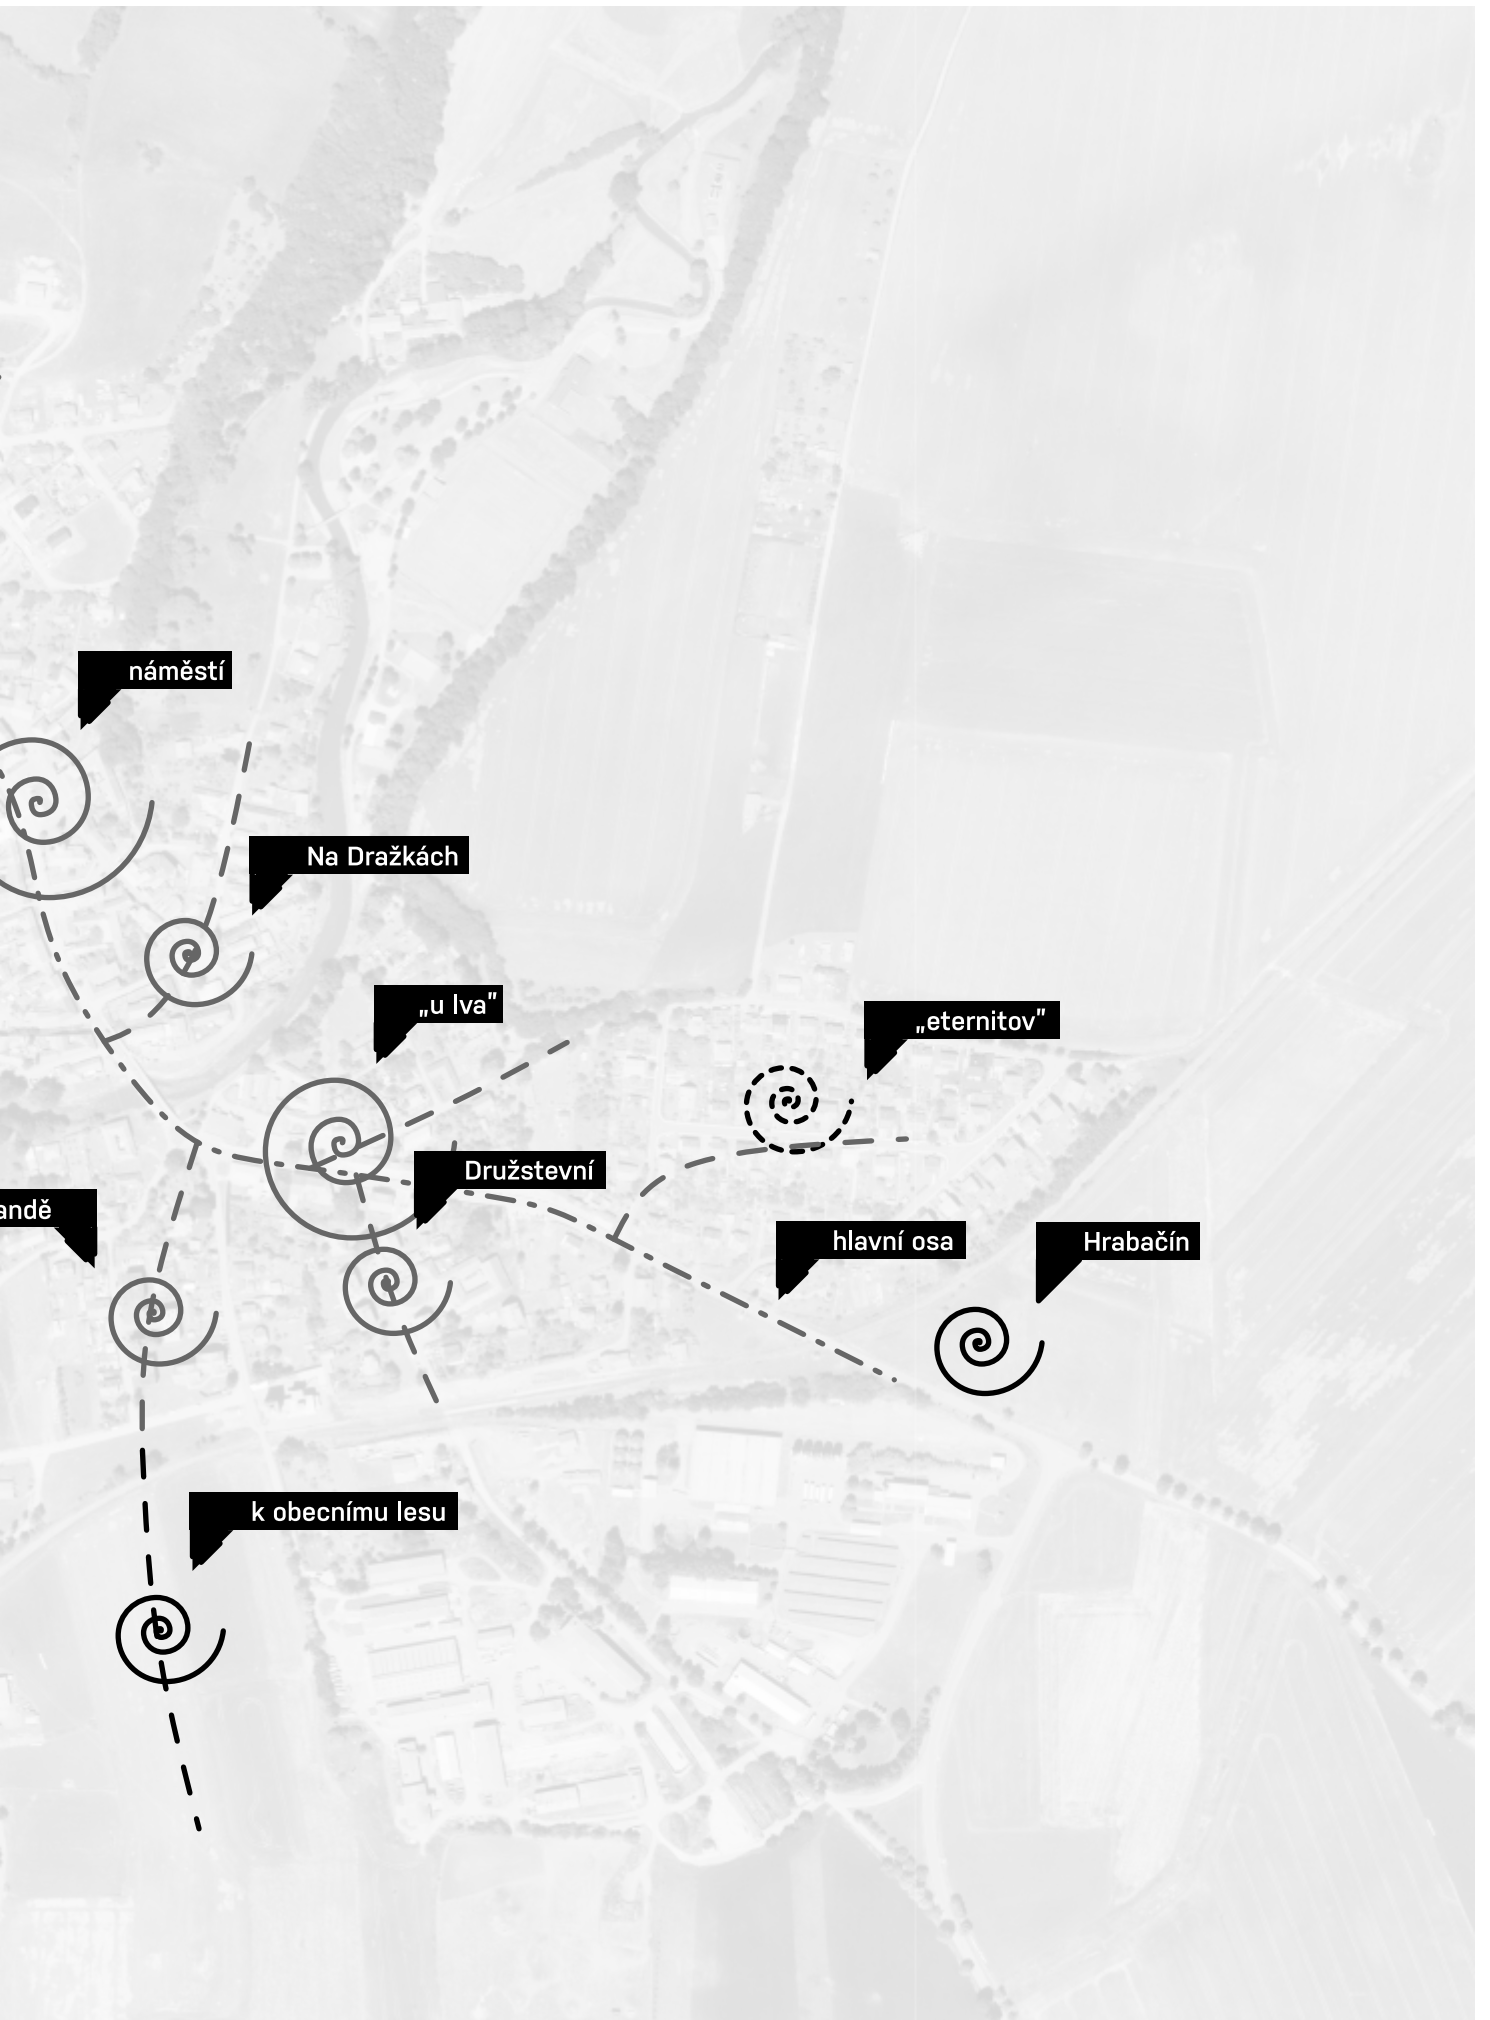 náměstí
Na Dražkách
„u lva”
„eternitov”
Družstevní
andě
hlavní osa
Hrabačín
k obecnímu lesu